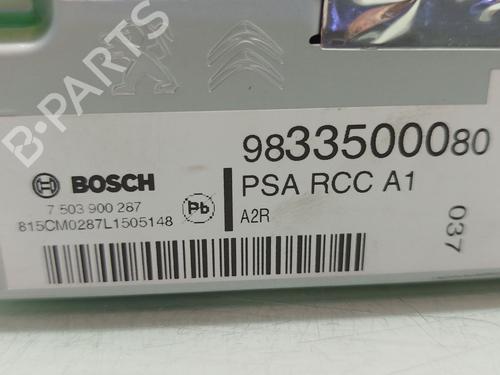 B-PARTS
9833500080
BOSCH
PSA RCC A1
7 503 900 287
815CM0287L1505148
Pb
A2R
037